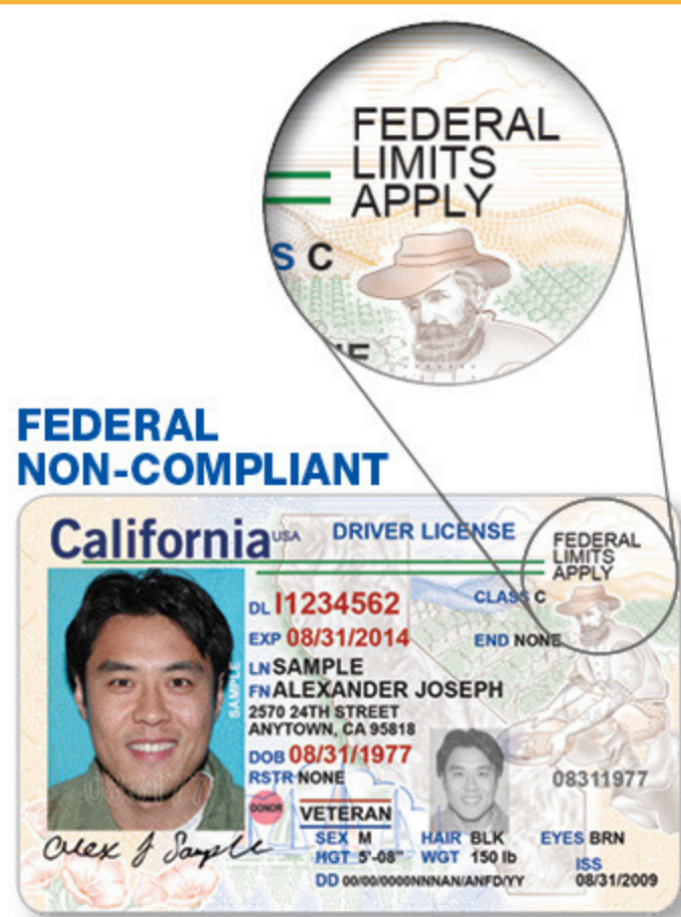 FEDERAL
LIMITS
APPLY
S C
FEDERAL
NON-COMPLIANT
California USA DRIVER LICENSE
FEDERAL
LIMITS
APPLY
DL I1234562 CLASS C
EXP 08/31/2014 END NONE
LN SAMPLE
FN ALEXANDER JOSEPH
2570 24TH STREET
ANYTOWN, CA 95818
DOB 08/31/1977
RSTR NONE 08311977
SAMPLE
DONOR VETERAN
SEX M HAIR BLK EYES BRN
HGT 5'-08" WGT 150 lb ISS
DD 00/00/0000NNNAN/ANFD/YY 08/31/2009
Alex J Sample